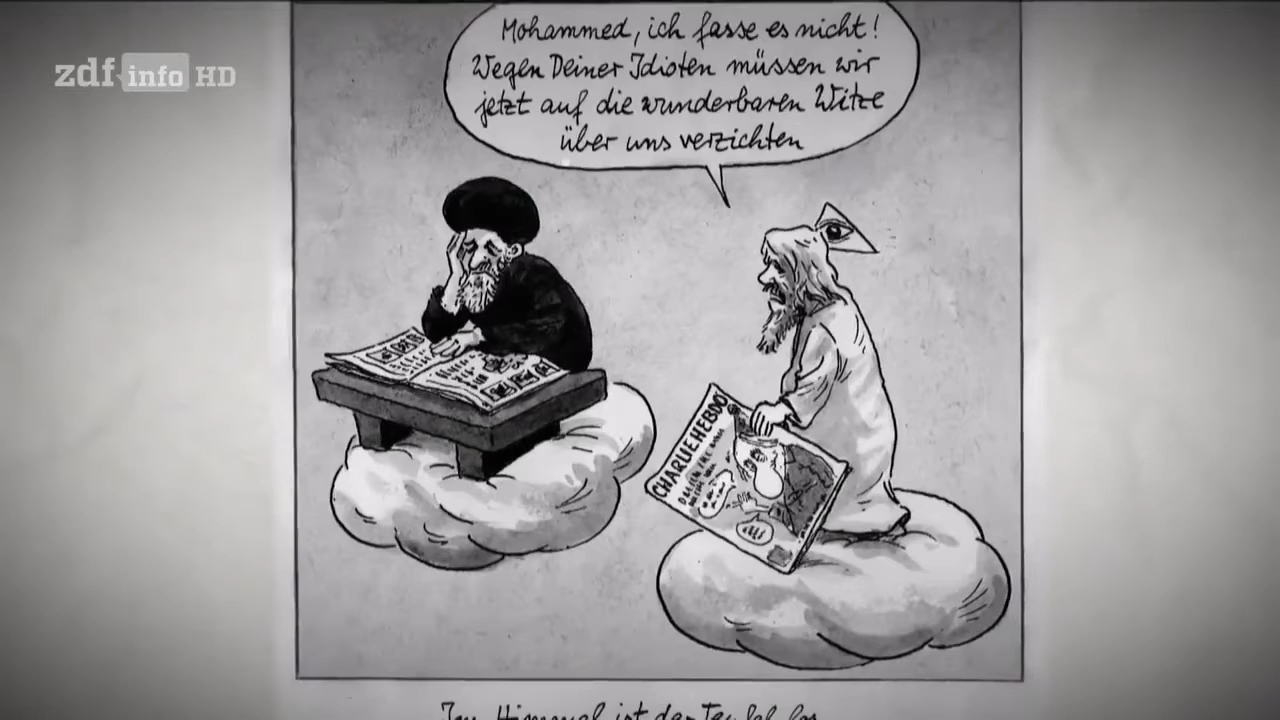 zdf info HD
Mohammed, ich fasse es nicht!
Wegen Deiner Idioten müssen wir
jetzt auf die wunderbaren Witze
über uns verzichten
CHARLIE HEBDO
Im Himmel ist der Teufel los